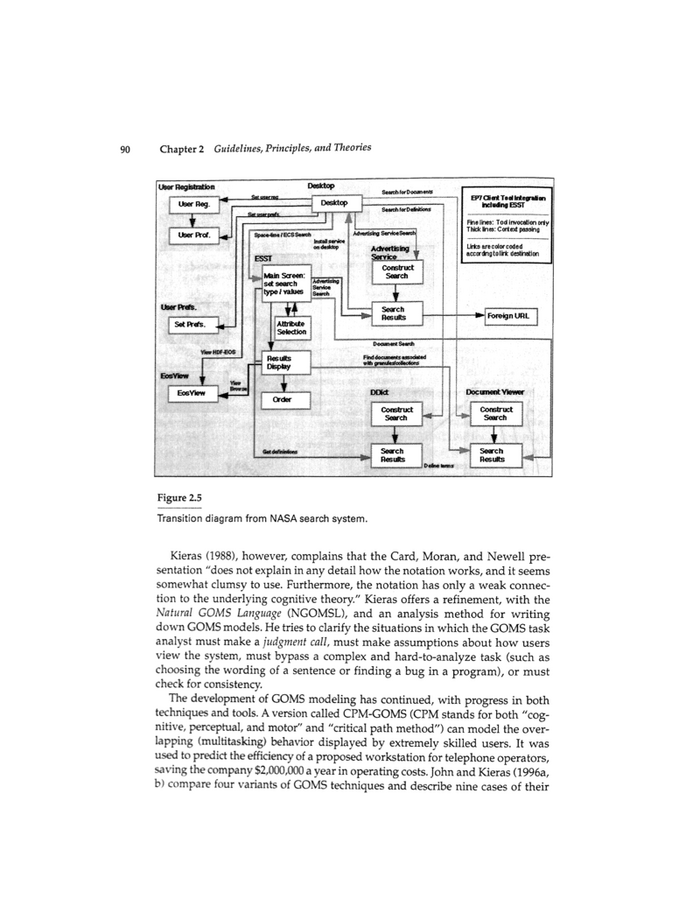 90 Chapter 2 Guidelines, Principles, and Theories
User Registration
Desktop
User Reg.
Set user reg
Desktop
Search for Documents
EP7 Client Tool Integration
including ESST
Search for Definitions
Set user prefs.
User Prof.
Fine lines: Tool invocation only
Thick lines: Context passing
Space-time / ECS Search
Install service
on desktop
Advertising Service Search
Links are color coded
according to link destination
ESST
Advertising
Service
Main Screen:
set search
type / values
Advertising
Service
Search
Construct
Search
User Prefs.
Set Prefs.
Attribute
Selection
Search
Results
Foreign URL
View HDF-EOS
Document Search
Results
Display
Find documents associated
with granules/collections
EosView
EosView
View
Browse
Order
DDict
Document Viewer
Construct
Search
Construct
Search
Get definitions
Search
Results
Define terms
Search
Results
Figure 2.5
Transition diagram from NASA search system.
Kieras (1988), however, complains that the Card, Moran, and Newell pre-
sentation “does not explain in any detail how the notation works, and it seems
somewhat clumsy to use. Furthermore, the notation has only a weak connec-
tion to the underlying cognitive theory.” Kieras offers a refinement, with the
Natural GOMS Language (NGOMSL), and an analysis method for writing
down GOMS models. He tries to clarify the situations in which the GOMS task
analyst must make a judgment call, must make assumptions about how users
view the system, must bypass a complex and hard-to-analyze task (such as
choosing the wording of a sentence or finding a bug in a program), or must
check for consistency.
The development of GOMS modeling has continued, with progress in both
techniques and tools. A version called CPM-GOMS (CPM stands for both “cog-
nitive, perceptual, and motor” and “critical path method”) can model the over-
lapping (multitasking) behavior displayed by extremely skilled users. It was
used to predict the efficiency of a proposed workstation for telephone operators,
saving the company $2,000,000 a year in operating costs. John and Kieras (1996a,
b) compare four variants of GOMS techniques and describe nine cases of their